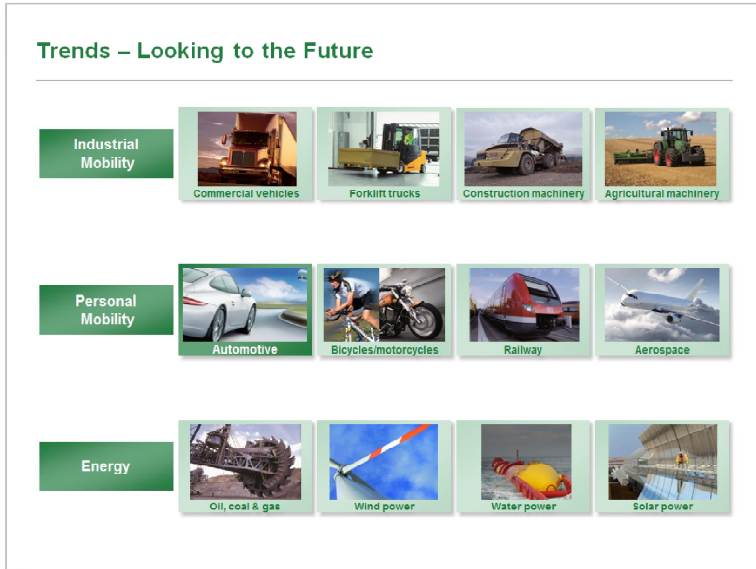 Trends – Looking to the Future
Industrial
Mobility
Commercial vehicles
Forklift trucks
Construction machinery
Agricultural machinery
Personal
Mobility
Automotive
Bicycles/motorcycles
Railway
Aerospace
Energy
Oil, coal & gas
Wind power
Water power
Solar power